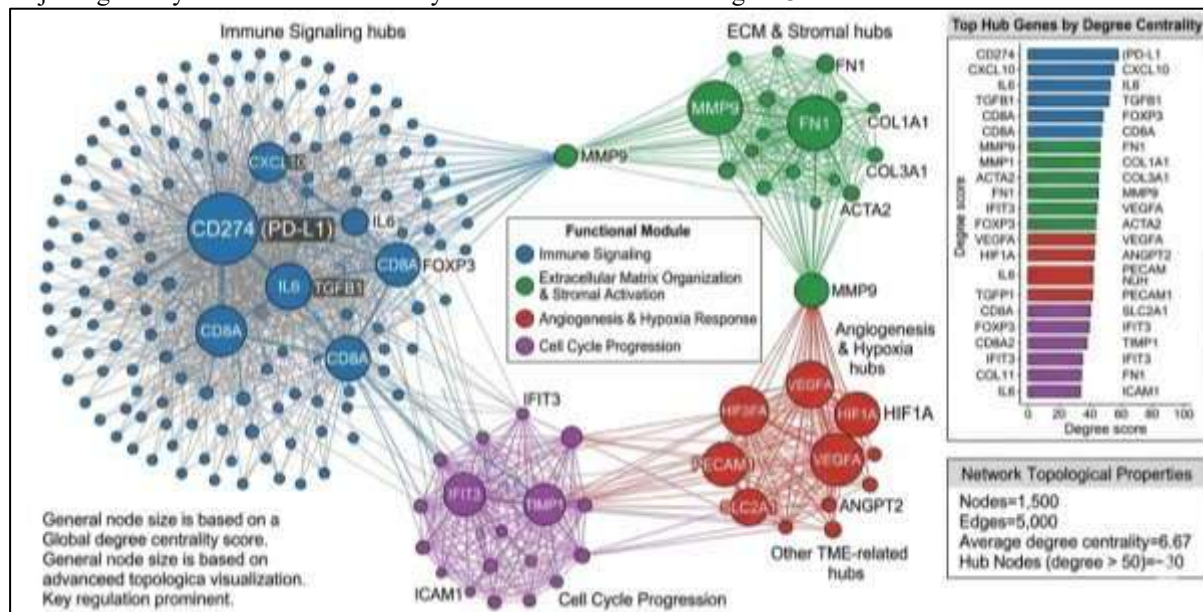 Immune Signaling hubs
CXCL10
CD274 (PD-L1)
IL6
CD8A FOXP3
IL6 TGFB1
CD8A
CD8A
MMP9
ECM & Stromal hubs
FN1
MMP9
FN1
COL1A1
COL3A1
ACTA2
MMP9
Functional Module
Immune Signaling
Extracellular Matrix Organization
& Stromal Activation
Angiogenesis & Hypoxia Response
Cell Cycle Progression
Angiogenesis
& Hypoxia
hubs
VEGFA
HIF3FA
HIF1A HIF1A
PECAM1
VEGFA
SLC2A1
ANGPT2
Other TME-related
hubs
IFIT3
IFIT3
TIMP1
ICAM1
Cell Cycle Progression
General node size is based on a
Global degree centrality score.
General node size is based on
advanceed topologica visualization.
Key regulation prominent.
Top Hub Genes by Degree Centrality
Degree score
CD274 (PD-L1
CXCL10 CXCL10
IL6 IL6
TGFB1 TGFB1
CD8A FOXP3
CD8A CD8A
MMP9 FN1
MMP1 COL1A1
ACTA2 COL3A1
FN1 MMP9
IFIT3 VEGFA
FOXP3 ACTA2
VEGFA VEGFA
HIF1A ANGPT2
IL6 PECAM
TGFP1 PECAM1
CD8A SLC2A1
FOXP3 IFIT3
CD8A2 TIMP1
IFIT3 IFIT3
COL11 FN1
IL6 ICAM1
0 20 40 60 80 100
Degree score
Network Topological Properties
Nodes=1,500
Edges=5,000
Average degree centrality=6.67
Hub Nodes (degree > 50)=~30